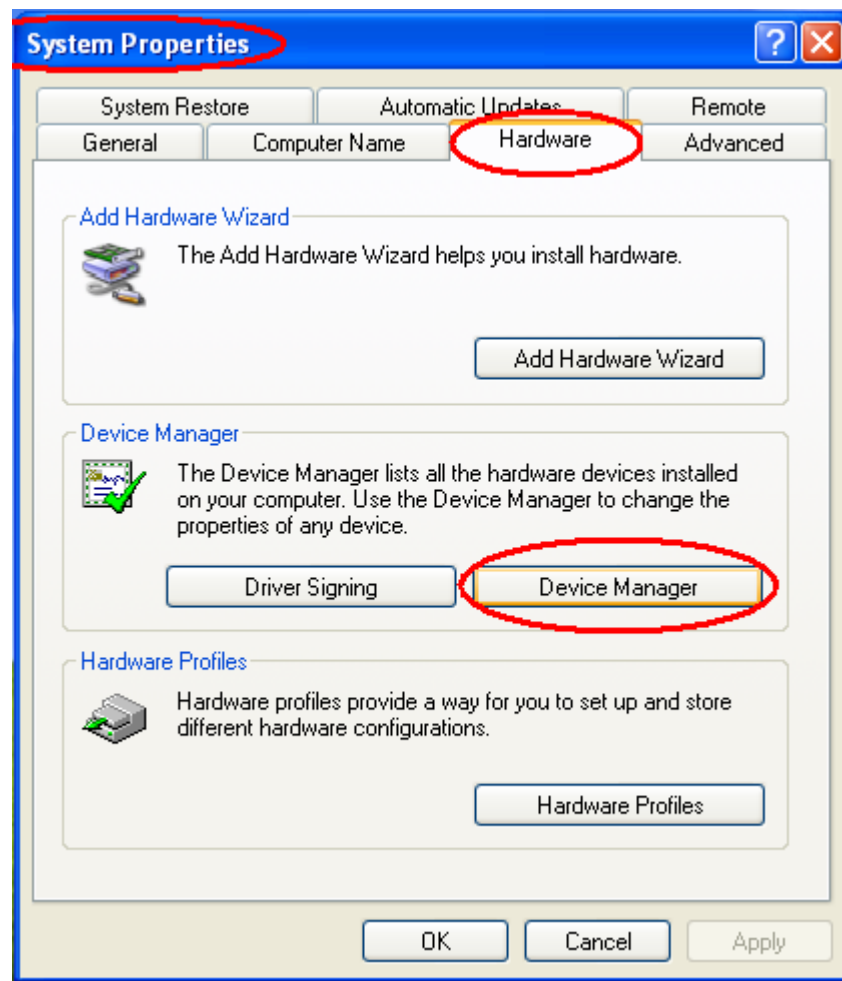 System Properties
System Restore Automatic Updates Remote
General Computer Name Hardware Advanced
Add Hardware Wizard
The Add Hardware Wizard helps you install hardware.
Add Hardware Wizard
Device Manager
The Device Manager lists all the hardware devices installed
on your computer. Use the Device Manager to change the
properties of any device.
Driver Signing Device Manager
Hardware Profiles
Hardware profiles provide a way for you to set up and store
different hardware configurations.
Hardware Profiles
OK Cancel Apply